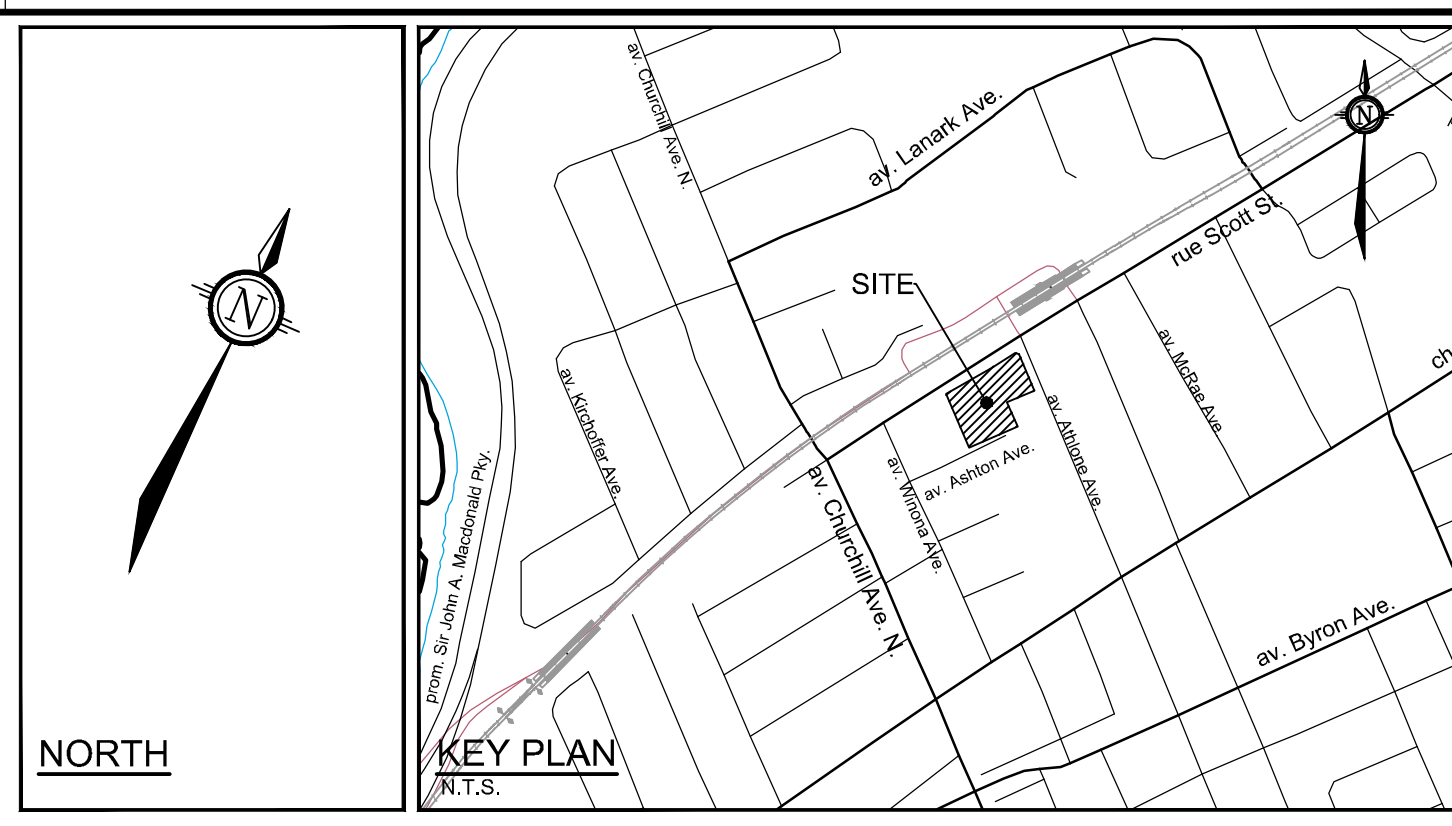 N
NORTH
av. Churchill Ave. N.
av. Lanark Ave.
N
rue Scott St.
SITE
av. McRae Ave.
av. Kirchoffer Ave.
av. Athlone Ave.
ch
av. Ashton Ave.
av. Winona Ave.
av. Churchill Ave. N.
prom. Sir John A. Macdonald Pky.
av. Byron Ave.
KEY PLAN
N.T.S.